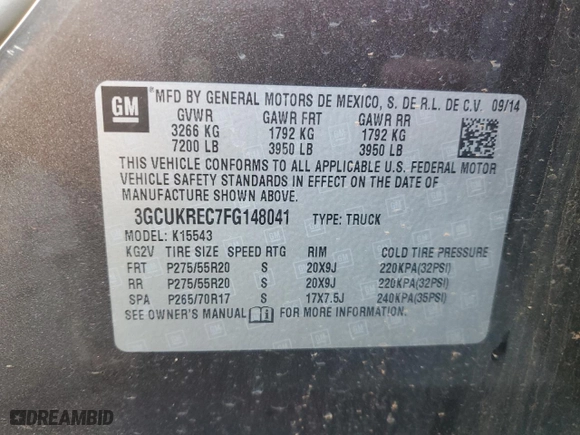 GM
MFD BY GENERAL MOTORS DE MEXICO, S. DE R.L. DE C.V. 09/14
GVWR GAWR FRT GAWR RR
3266 KG 1792 KG 1792 KG
7200 LB 3950 LB 3950 LB
THIS VEHICLE CONFORMS TO ALL APPLICABLE U.S. FEDERAL MOTOR
VEHICLE SAFETY STANDARDS IN EFFECT ON THE DATE OF
MANUFACTURE SHOWN ABOVE.
3GCUKREC7FG148041 TYPE: TRUCK
MODEL: K15543
KG2V TIRE SIZE SPEED RTG RIM COLD TIRE PRESSURE
FRT P275/55R20 S 20X9J 220KPA(32PSI)
RR P275/55R20 S 20X9J 220KPA(32PSI)
SPA P265/70R17 S 17X7.5J 240KPA(35PSI)
SEE OWNER'S MANUAL FOR MORE INFORMATION.
DREAMBID